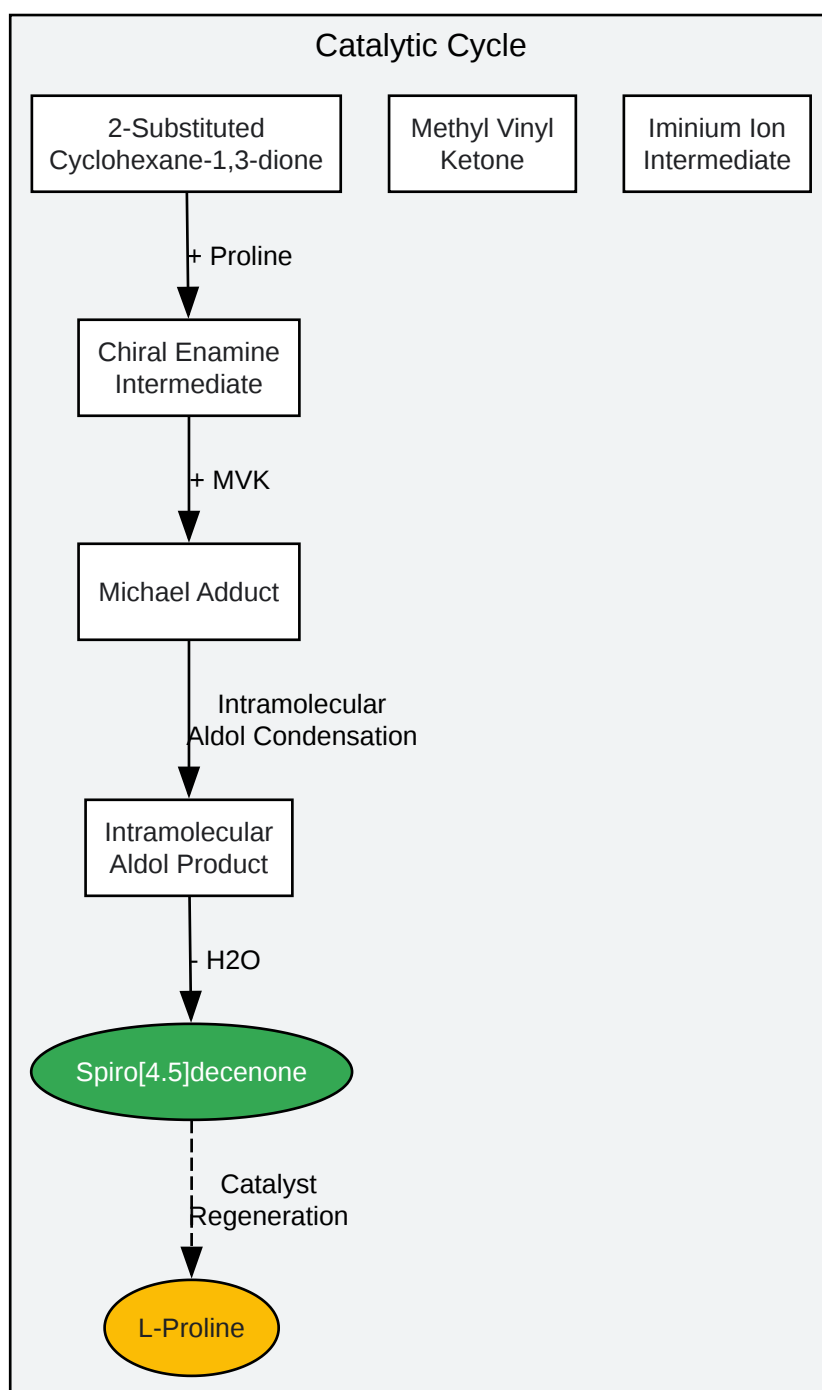 Catalytic Cycle
2-Substituted
Cyclohexane-1,3-dione
Methyl Vinyl
Ketone
Iminium Ion
Intermediate
+ Proline
Chiral Enamine
Intermediate
+ MVK
Michael Adduct
Intramolecular
Aldol Condensation
Intramolecular
Aldol Product
- H2O
Spiro[4.5]decenone
Catalyst
Regeneration
L-Proline